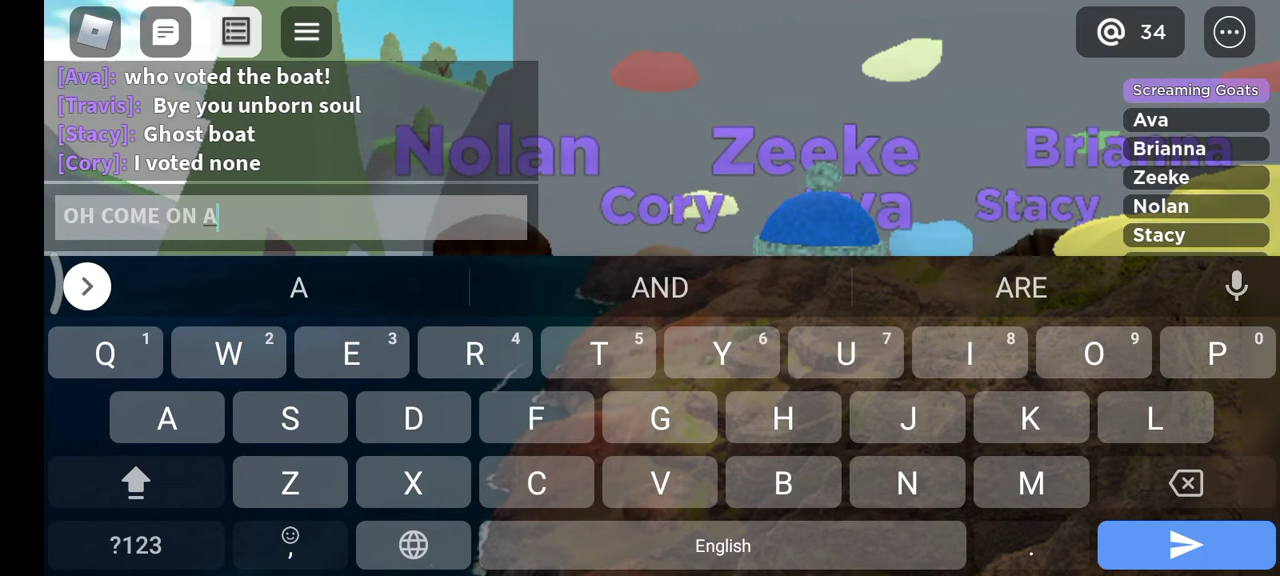 34
[Ava]: who voted the boat!
[Travis]: Bye you unborn soul
[Stacy]: Ghost boat
[Cory]: I voted none
OH COME ON A
Nolan Zeeke Brianna
Cory Ava Stacy
Screaming Goats
Ava
Brianna
Zeeke
Nolan
Stacy
A AND ARE
Q 1 W 2 E 3 R 4 T 5 Y 6 U 7 I 8 O 9 P 0
A S D F G H J K L
Z X C V B N M
?123 , English .